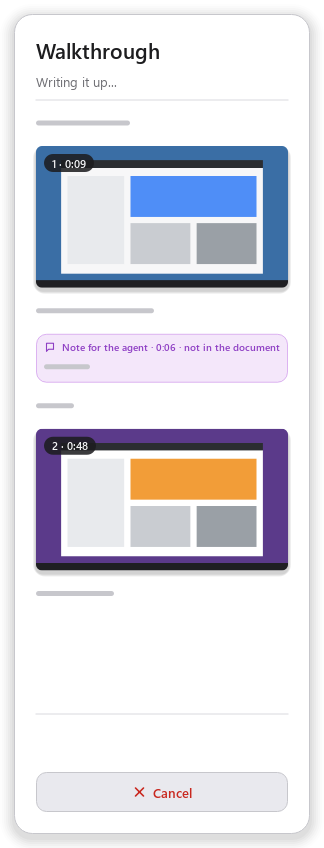 Walkthrough
Writing it up...
1 · 0:09
Note for the agent · 0:06 · not in the document
2 · 0:48
Cancel